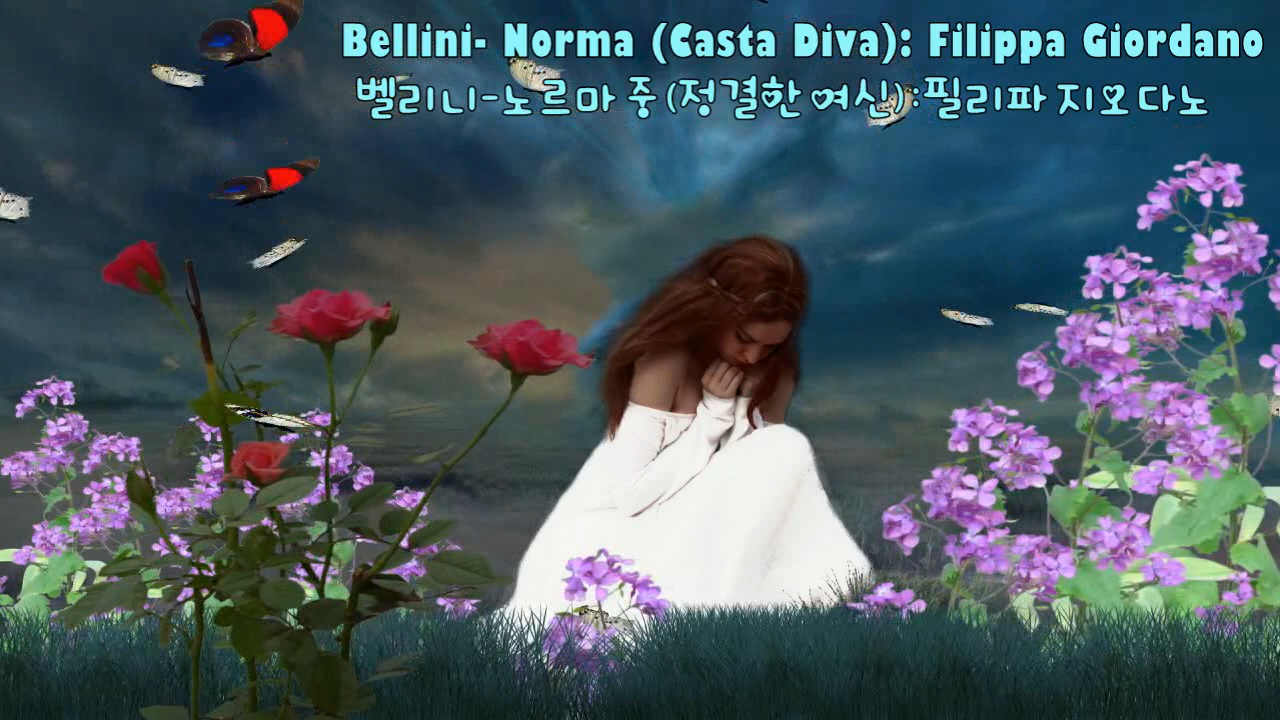 Bellini- Norma (Casta Diva): Filippa Giordano
벨리니-노르마 중(정결한 여신):필리파 지오다노